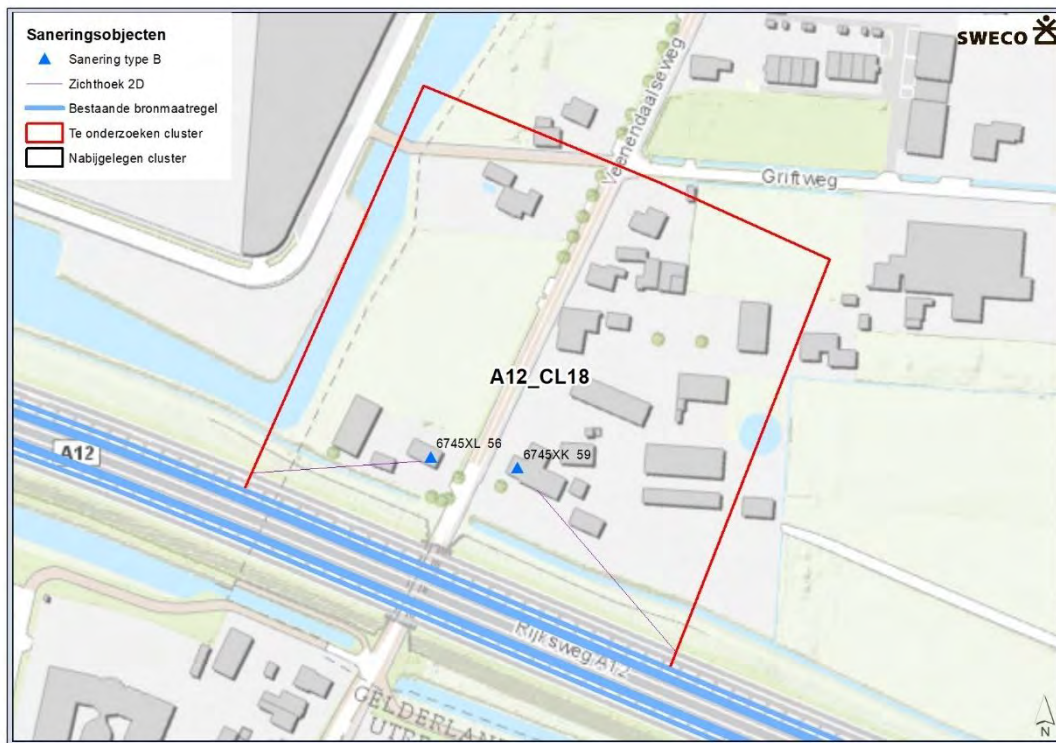 Saneringsobjecten
Sanering type B
Zichthoek 2D
Bestaande bronmaatregel
Te onderzoeken cluster
Nabijgelegen cluster
SWECO
Veenendaalseweg
Griftweg
A12_CL18
6745XL 56
6745XK 59
A12
Rijksweg A12
GELDERLAN
UTRE
N